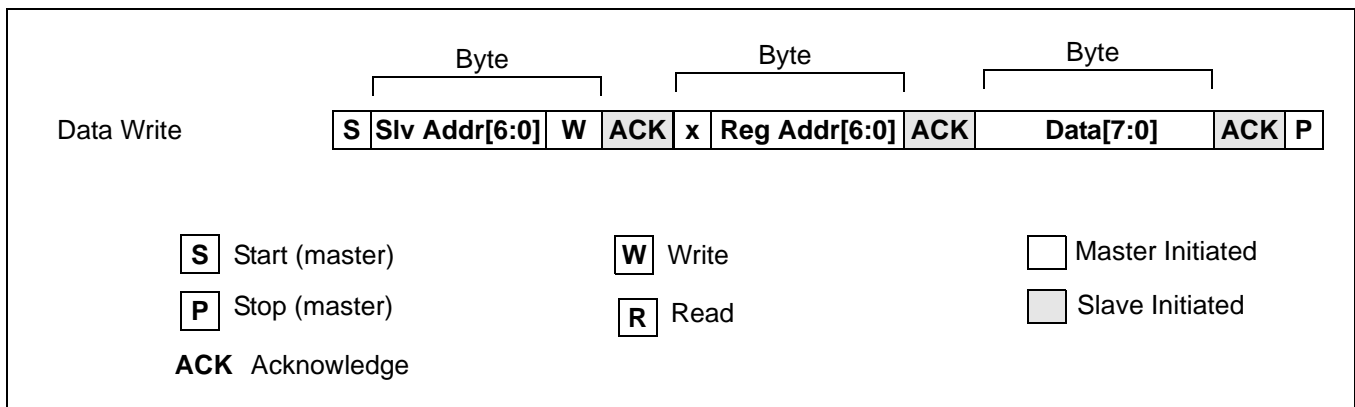 Byte Byte Byte
Data Write S Slv Addr[6:0] W ACK x Reg Addr[6:0] ACK Data[7:0] ACK P
S Start (master) W Write Master Initiated
P Stop (master) R Read Slave Initiated
ACK Acknowledge